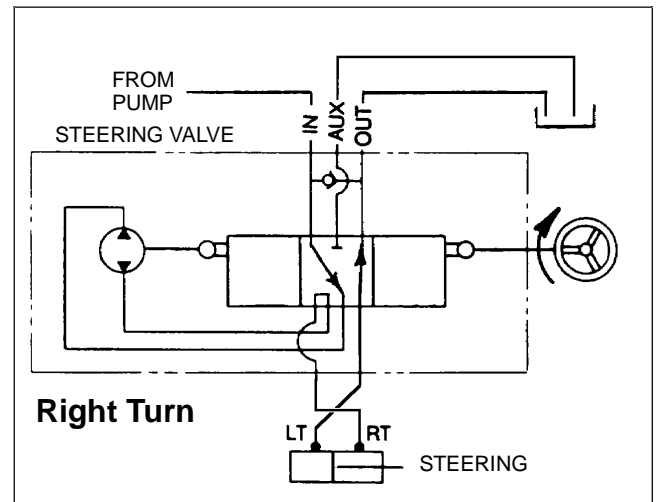 FROM
PUMP
IN
AUX
OUT
STEERING VALVE
Right Turn
LT
RT
STEERING